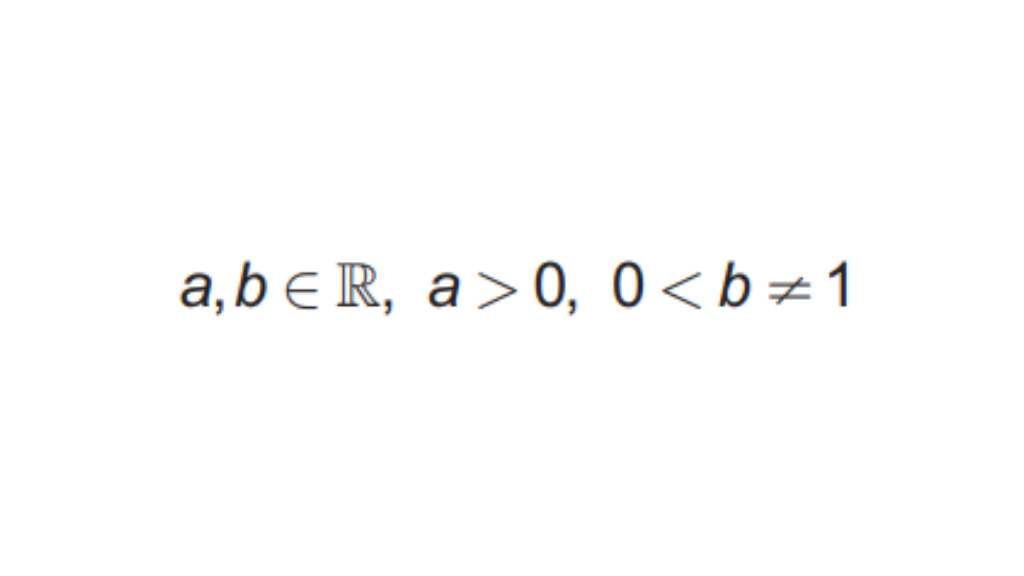 a,b ∈ ℝ, a > 0, 0 < b ≠ 1